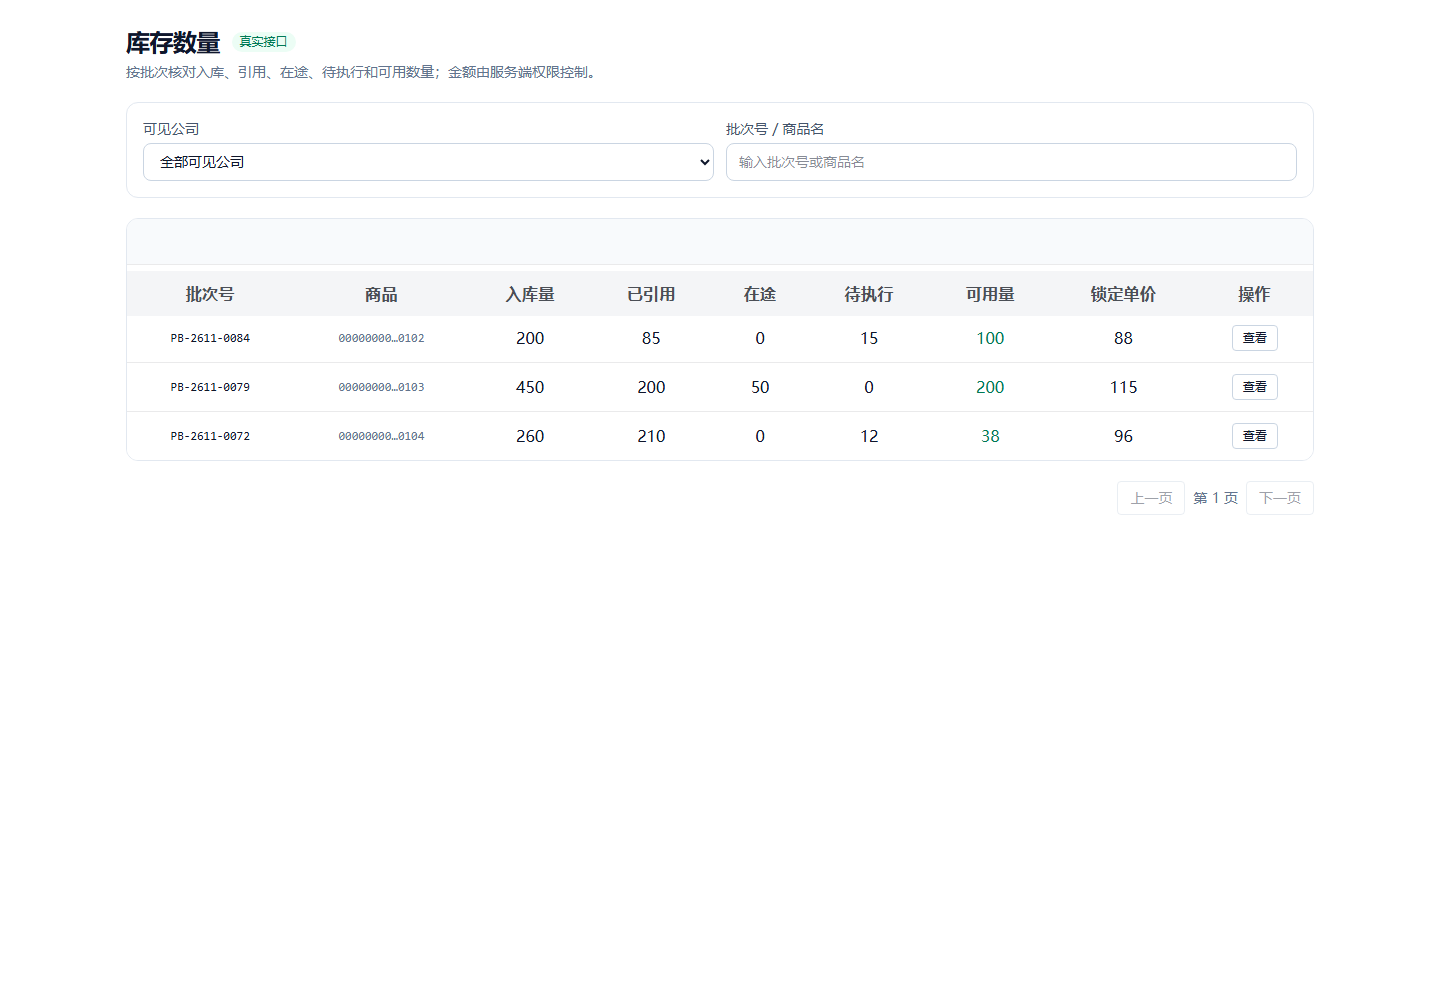 库存数量 真实接口
按批次核对入库、引用、在途、待执行和可用数量；金额由服务端权限控制。
可见公司 批次号 / 商品名
全部可见公司 输入批次号或商品名
批次号 商品 入库量 已引用 在途 待执行 可用量 锁定单价 操作
PB-2611-0084 00000000…0102 200 85 0 15 100 88 查看
PB-2611-0079 00000000…0103 450 200 50 0 200 115 查看
PB-2611-0072 00000000…0104 260 210 0 12 38 96 查看
上一页 第 1 页 下一页